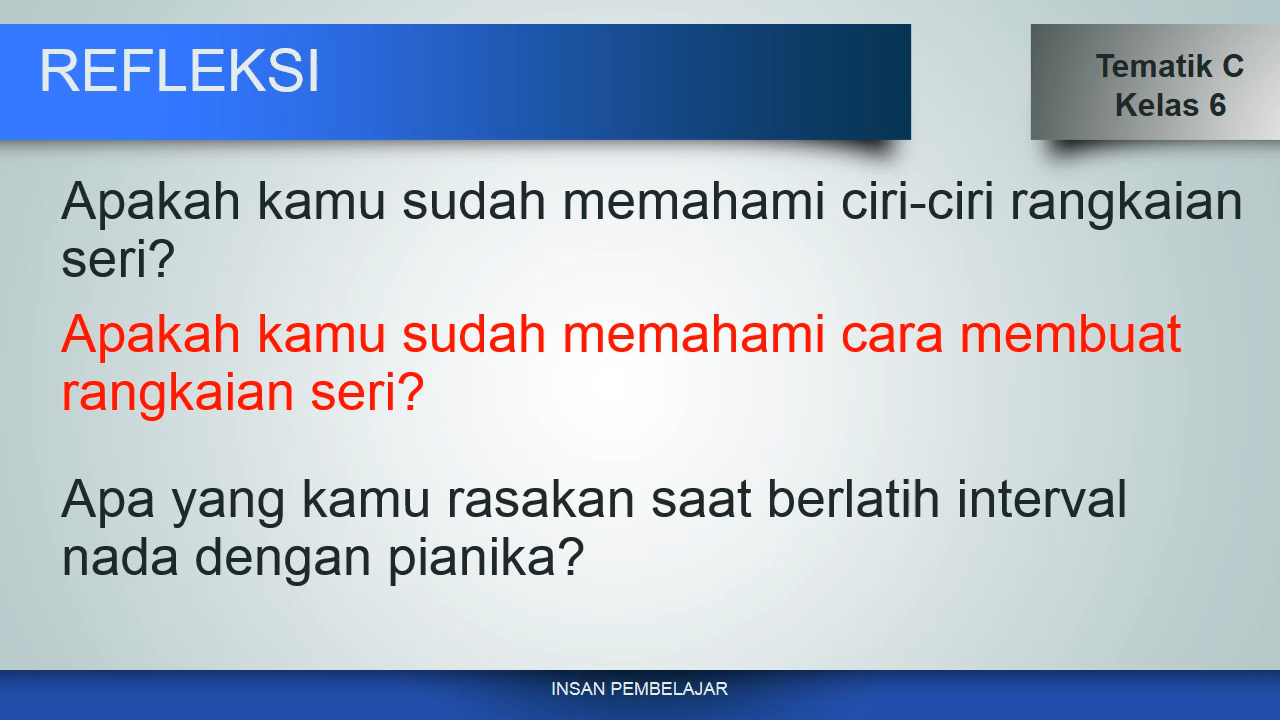 REFLEKSI
Tematik C
Kelas 6
Apakah kamu sudah memahami ciri-ciri rangkaian
seri?
Apakah kamu sudah memahami cara membuat
rangkaian seri?
Apa yang kamu rasakan saat berlatih interval
nada dengan pianika?
INSAN PEMBELAJAR